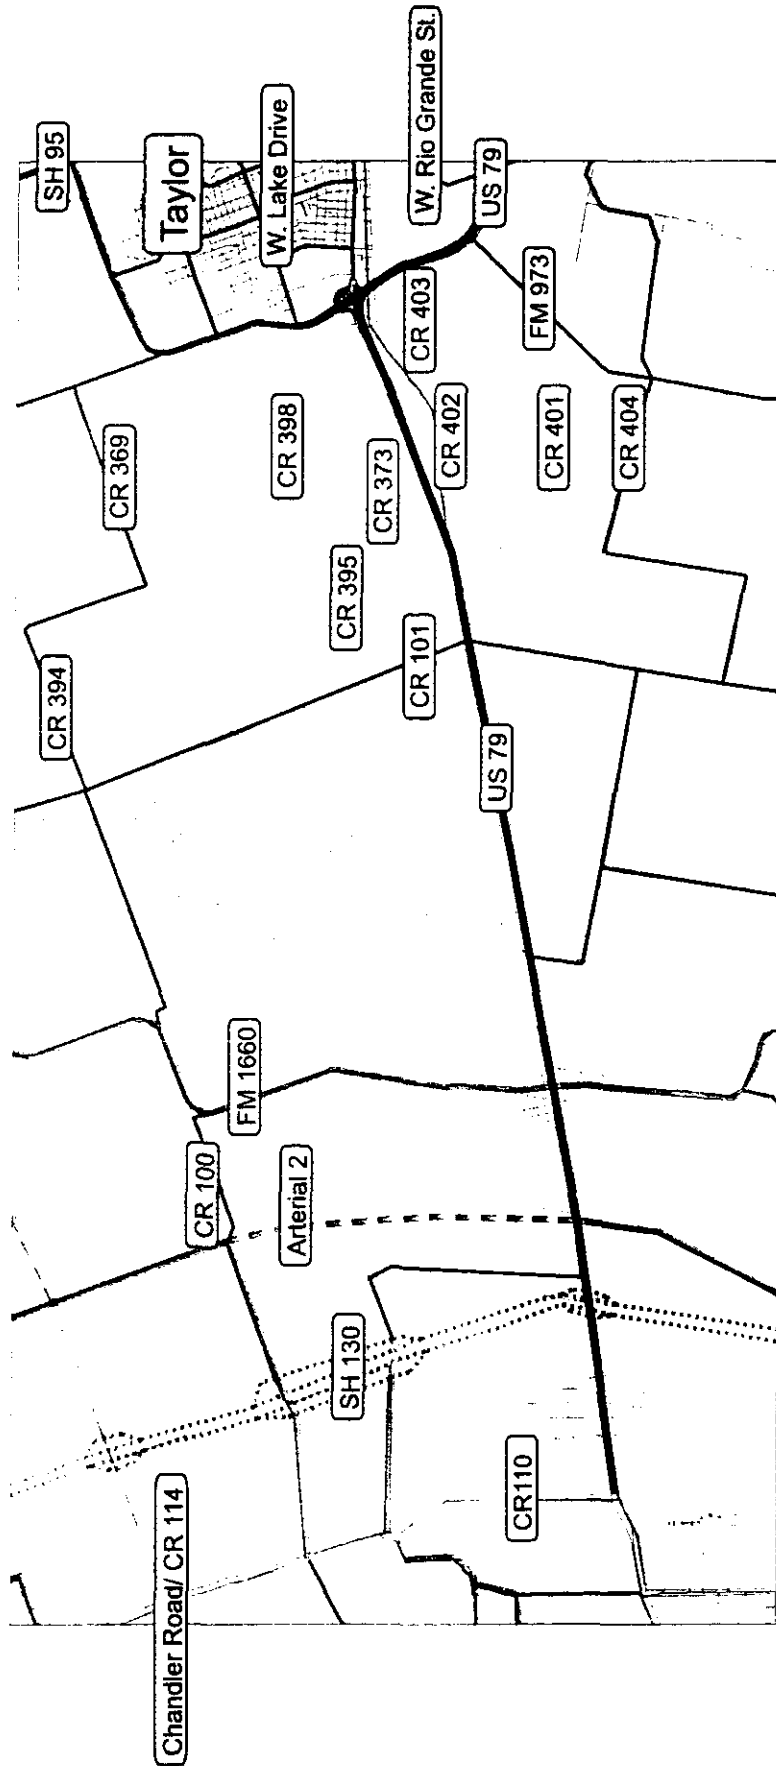 SH 95
CR 394
CR 369
Chandler Road/ CR 114
Taylor
CR 100
FM 1660
W. Lake Drive
CR 398
Arterial 2
SH 130
CR 395
CR 373
CR 101
CR 403
W. Rio Grande St.
CR 402
US 79
US 79
CR110
FM 973
CR 401
CR 404